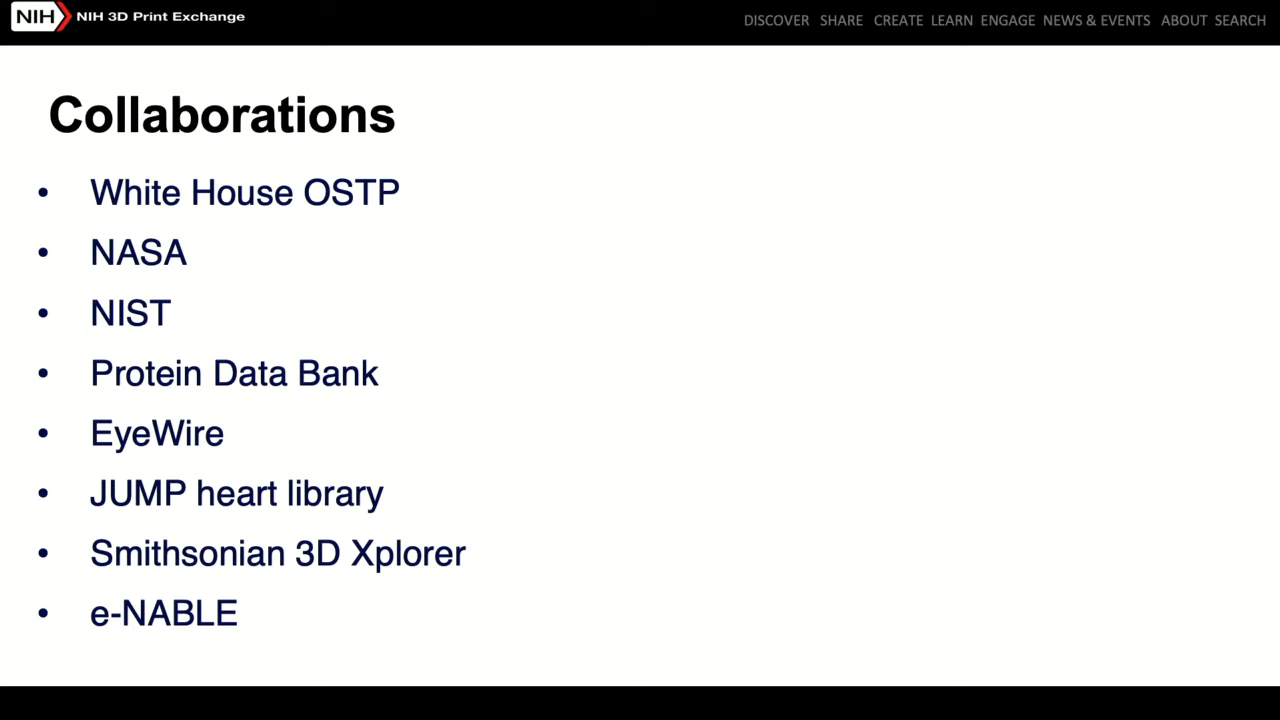 NIH NIH 3D Print Exchange
DISCOVER SHARE CREATE LEARN ENGAGE NEWS & EVENTS ABOUT SEARCH
Collaborations
• White House OSTP
• NASA
• NIST
• Protein Data Bank
• EyeWire
• JUMP heart library
• Smithsonian 3D Xplorer
• e-NABLE